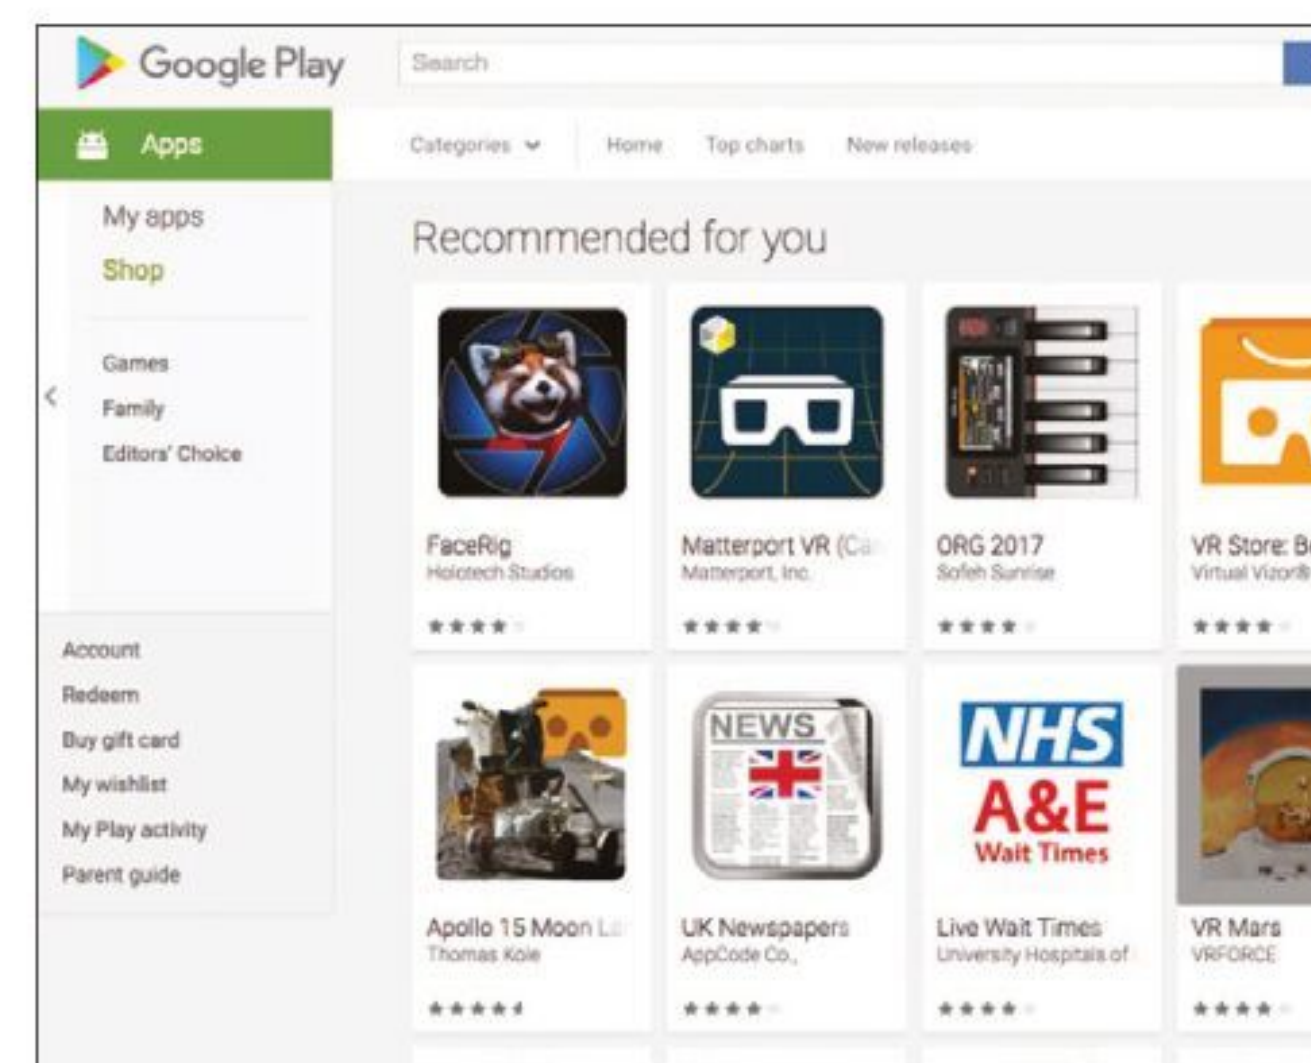 Google Play
Search
Apps
Categories
Home
Top charts
New releases
My apps
Shop
Games
Family
Editors' Choice
Account
Redeem
Buy gift card
My wishlist
My Play activity
Parent guide
Recommended for you
FaceRig
Holotech Studios
Matterport VR
Matterport, Inc.
ORG 2017
Sofeh Sunrise
VR Store:
Virtual Vizor®
Apollo 15 Moon
Thomas Kole
NEWS
UK Newspapers
AppCode Co.,
NHS
A&E
Wait Times
Live Wait Times
University Hospitals of
VR Mars
VRFORCE